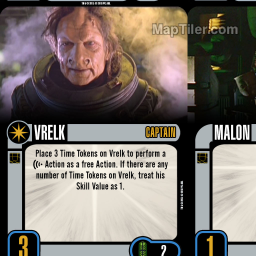 MapTiler.com
VRELK
CAPTAIN
MALON
Place 3 Time Tokens on Vrelk to perform a
Action as a free Action. If there are any
number of Time Tokens on Vrelk, treat his
Skill Value as 1.
3
2
1